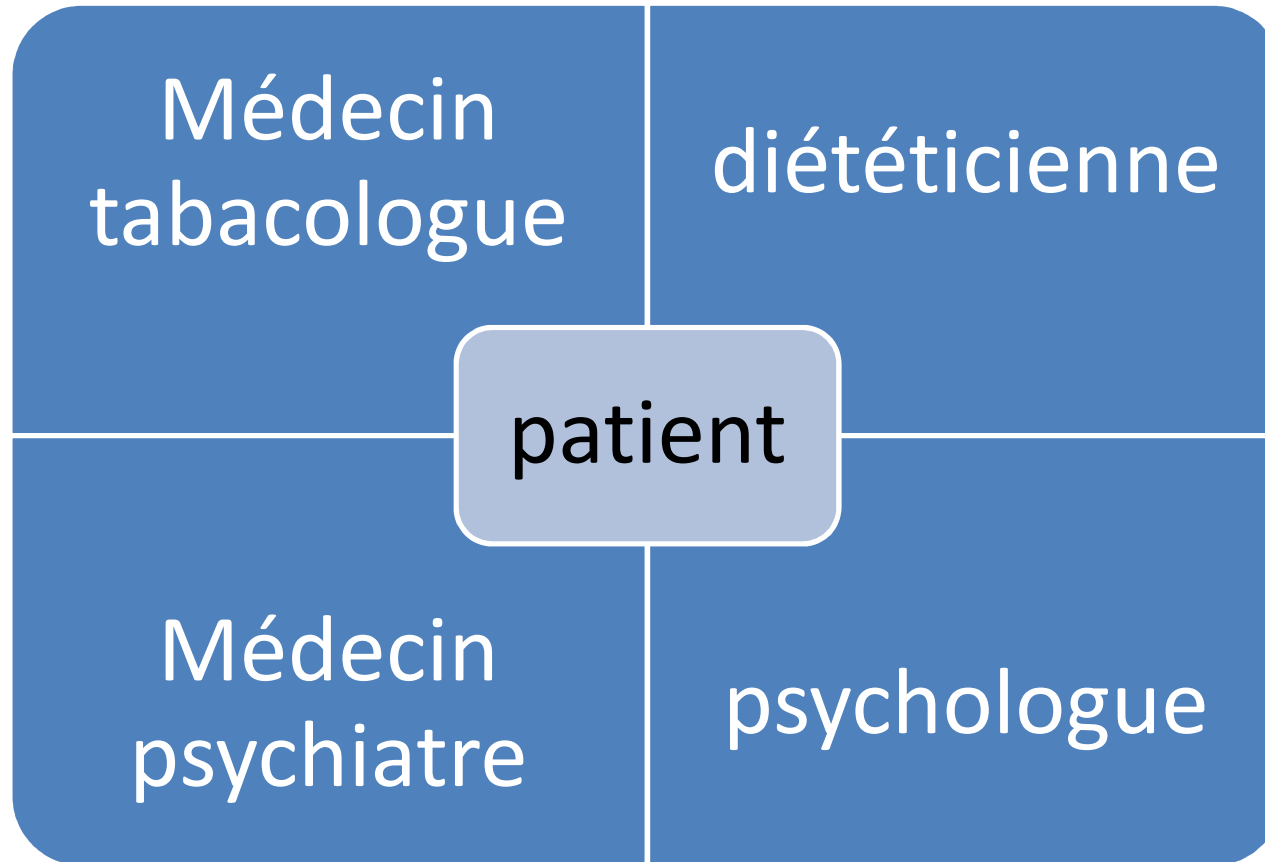 Médecin
tabacologue
diététicienne
patient
Médecin
psychiatre
psychologue